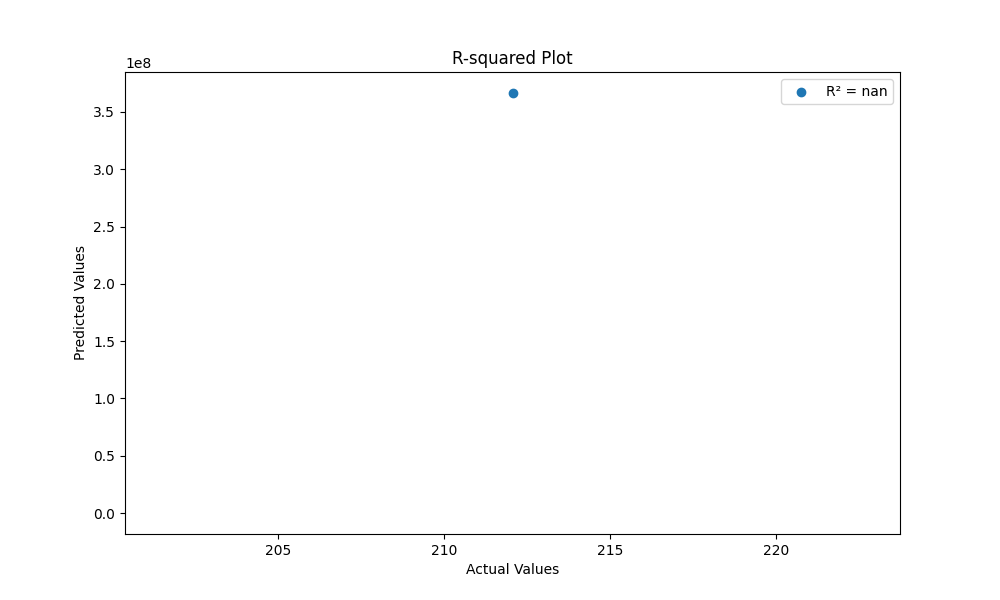 R-squared Plot
1e8
R² = nan
3.5
3.0
2.5
2.0
1.5
1.0
0.5
0.0
Predicted Values
205 210 215 220
Actual Values